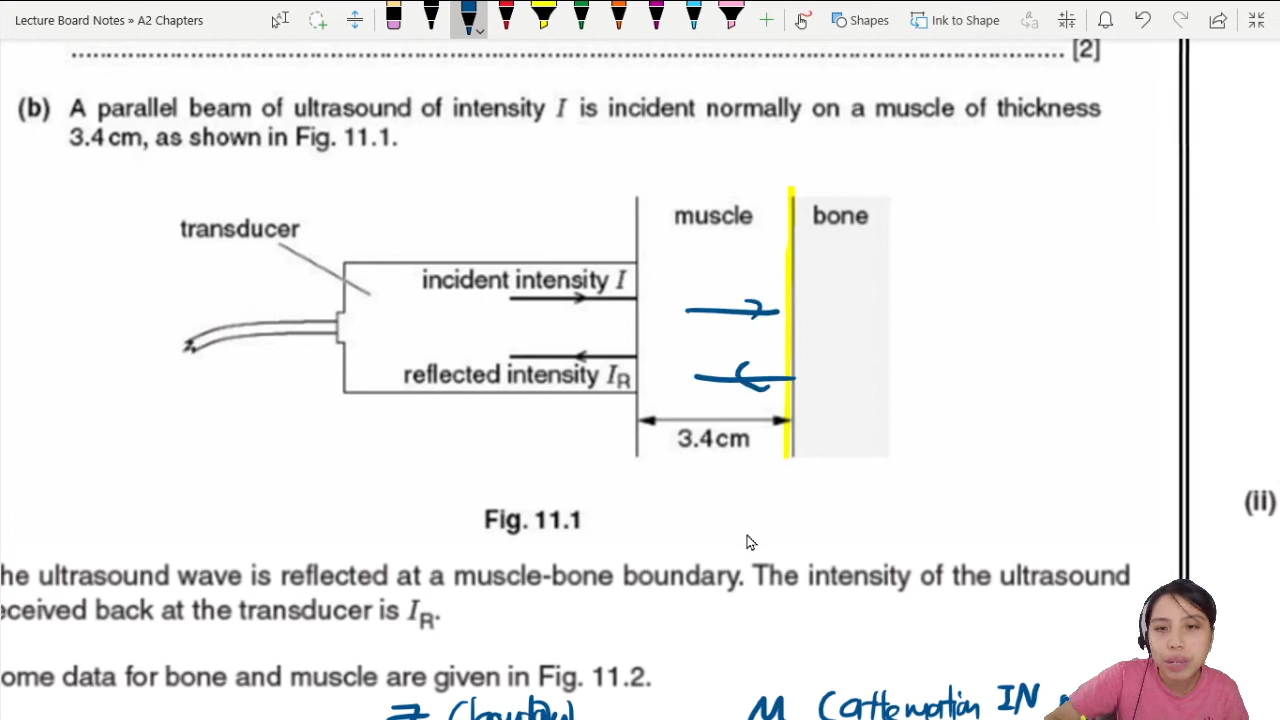 Lecture Board Notes » A2 Chapters
Shapes
Ink to Shape
[2]
(b) A parallel beam of ultrasound of intensity I is incident normally on a muscle of thickness
3.4 cm, as shown in Fig. 11.1.
transducer
muscle
bone
incident intensity I
reflected intensity IR
3.4 cm
Fig. 11.1
(ii)
he ultrasound wave is reflected at a muscle-bone boundary. The intensity of the ultrasound
eceived back at the transducer is IR.
ome data for bone and muscle are given in Fig. 11.2.
IN